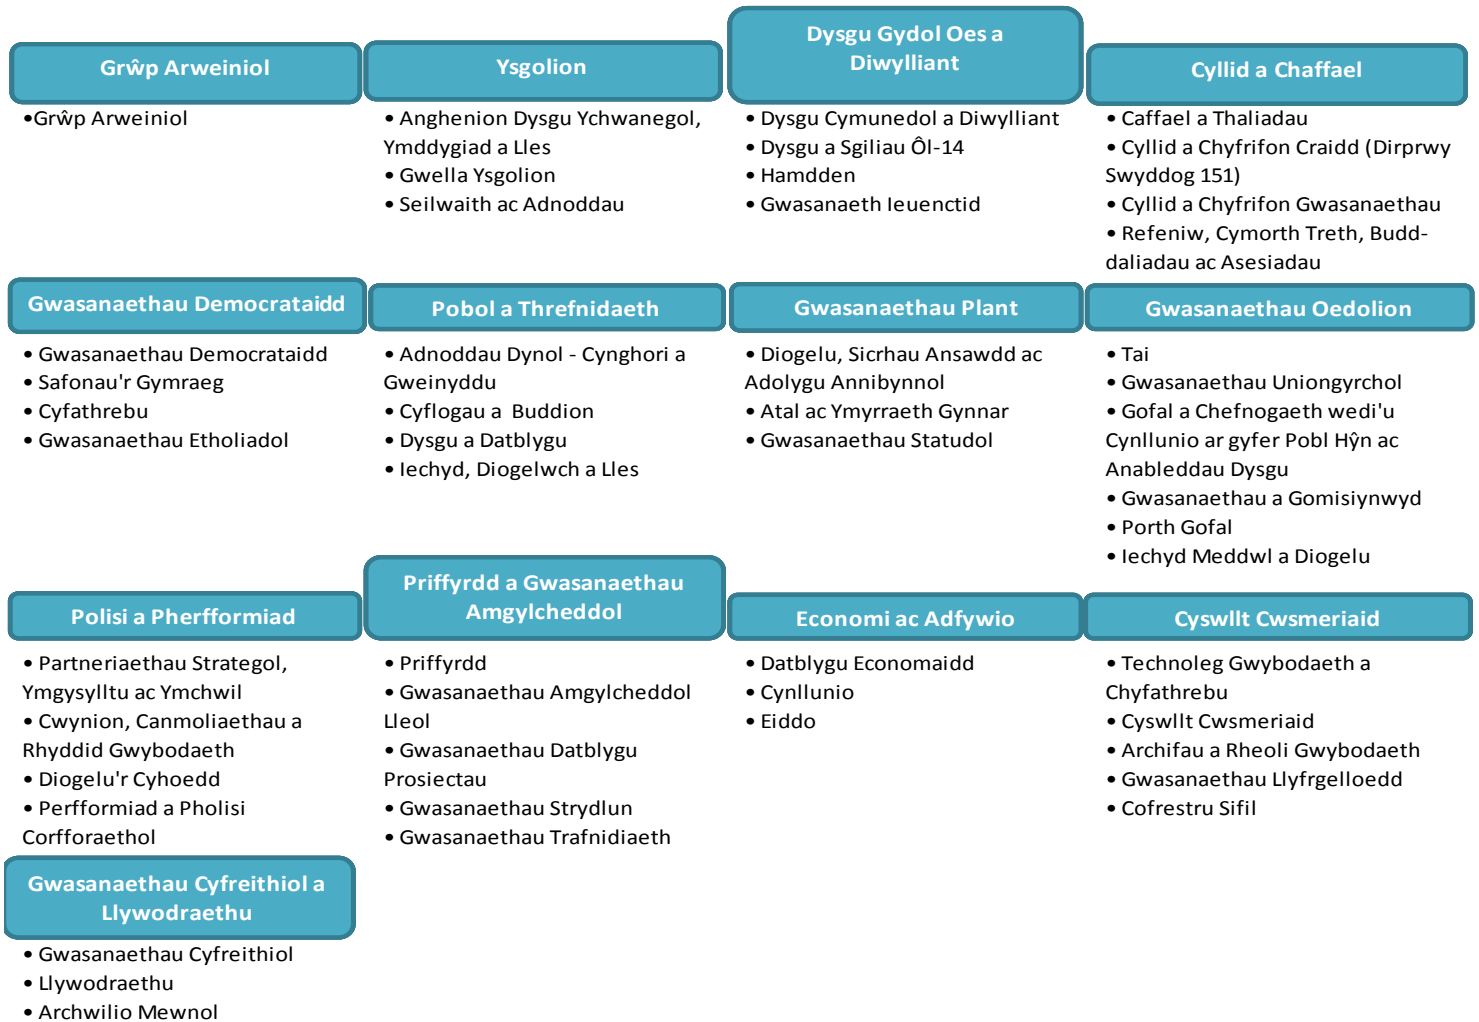 Grŵp Arweiniol
•Grŵp Arweiniol
Ysgolion
• Anghenion Dysgu Ychwanegol,
Ymddygiad a Lles
• Gwella Ysgolion
• Seilwaith ac Adnoddau
Dysgu Gydol Oes a
Diwylliant
• Dysgu Cymunedol a Diwylliant
• Dysgu a Sgiliau Ôl-14
• Hamdden
• Gwasanaeth Ieuenctid
Cyllid a Chaffael
• Caffael a Thaliadau
• Cyllid a Chyfrifon Craidd (Dirprwy
Swyddog 151)
• Cyllid a Chyfrifon Gwasanaethau
• Refeniw, Cymorth Treth, Budd-
daliadau ac Asesiadau
Gwasanaethau Democrataidd
• Gwasanaethau Democrataidd
• Safonau'r Gymraeg
• Cyfathrebu
• Gwasanaethau Etholiadol
Pobol a Threfnidaeth
• Adnoddau Dynol - Cynghori a
Gweinyddu
• Cyflogau a Buddion
• Dysgu a Datblygu
• Iechyd, Diogelwch a Lles
Gwasanaethau Plant
• Diogelu, Sicrhau Ansawdd ac
Adolygu Annibynnol
• Atal ac Ymyrraeth Gynnar
• Gwasanaethau Statudol
Gwasanaethau Oedolion
• Tai
• Gwasanaethau Uniongyrchol
• Gofal a Chefnogaeth wedi'u
Cynllunio ar gyfer Pobl Hŷn ac
Anableddau Dysgu
• Gwasanaethau a Gomisiynwyd
• Porth Gofal
• Iechyd Meddwl a Diogelu
Polisi a Pherfformiad
• Partneriaethau Strategol,
Ymgysylltu ac Ymchwil
• Cwynion, Canmoliaethau a
Rhyddid Gwybodaeth
• Diogelu'r Cyhoedd
• Perfformiad a Pholisi
Corfforaethol
Priffyrdd a Gwasanaethau
Amgylcheddol
• Priffyrdd
• Gwasanaethau Amgylcheddol
Lleol
• Gwasanaethau Datblygu
Prosiectau
• Gwasanaethau Strydlun
• Gwasanaethau Trafnidiaeth
Economi ac Adfywio
• Datblygu Economaidd
• Cynllunio
• Eiddo
Cyswllt Cwsmeriaid
• Technoleg Gwybodaeth a
Chyfathrebu
• Cyswllt Cwsmeriaid
• Archifau a Rheoli Gwybodaeth
• Gwasanaethau Llyfrgelloedd
• Cofrestru Sifil
Gwasanaethau Cyfreithiol a
Llywodraethu
• Gwasanaethau Cyfreithiol
• Llywodraethu
• Archwilio Mewnol